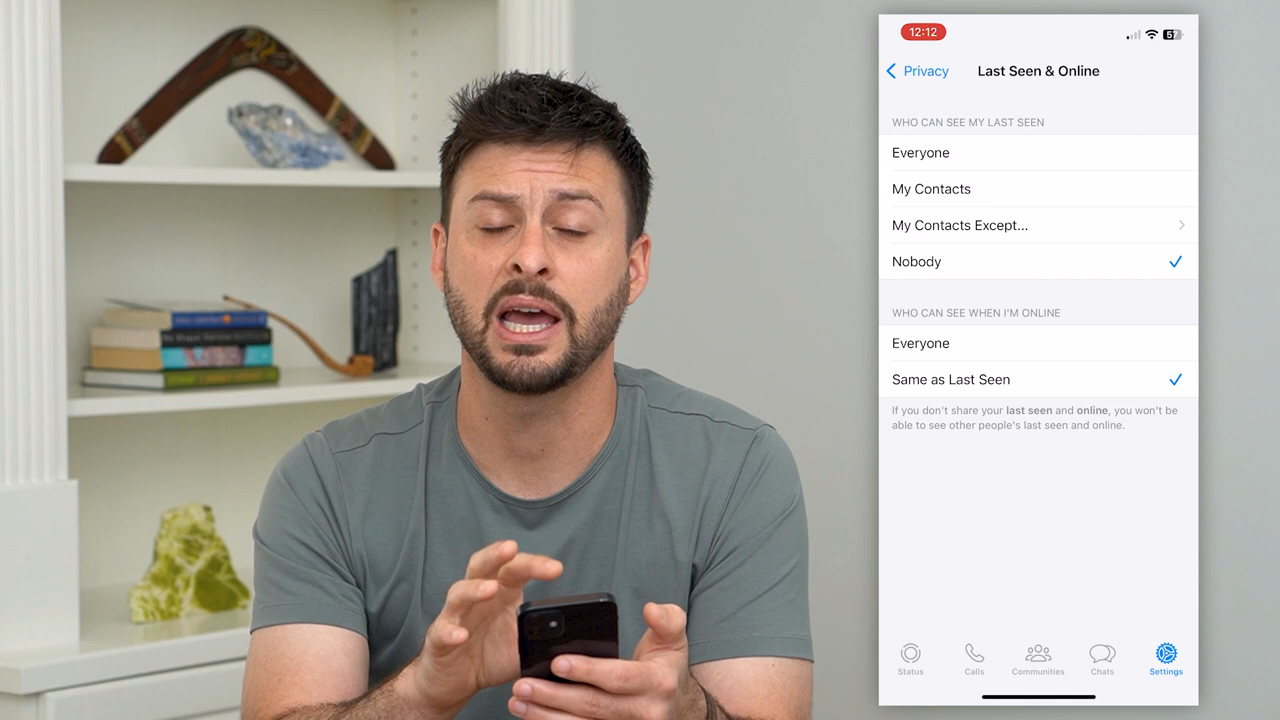 12:12
57
Privacy
Last Seen & Online
WHO CAN SEE MY LAST SEEN
Everyone
My Contacts
My Contacts Except...
Nobody
WHO CAN SEE WHEN I'M ONLINE
Everyone
Same as Last Seen
If you don't share your last seen and online, you won't be
able to see other people's last seen and online.
Status
Calls
Communities
Chats
Settings